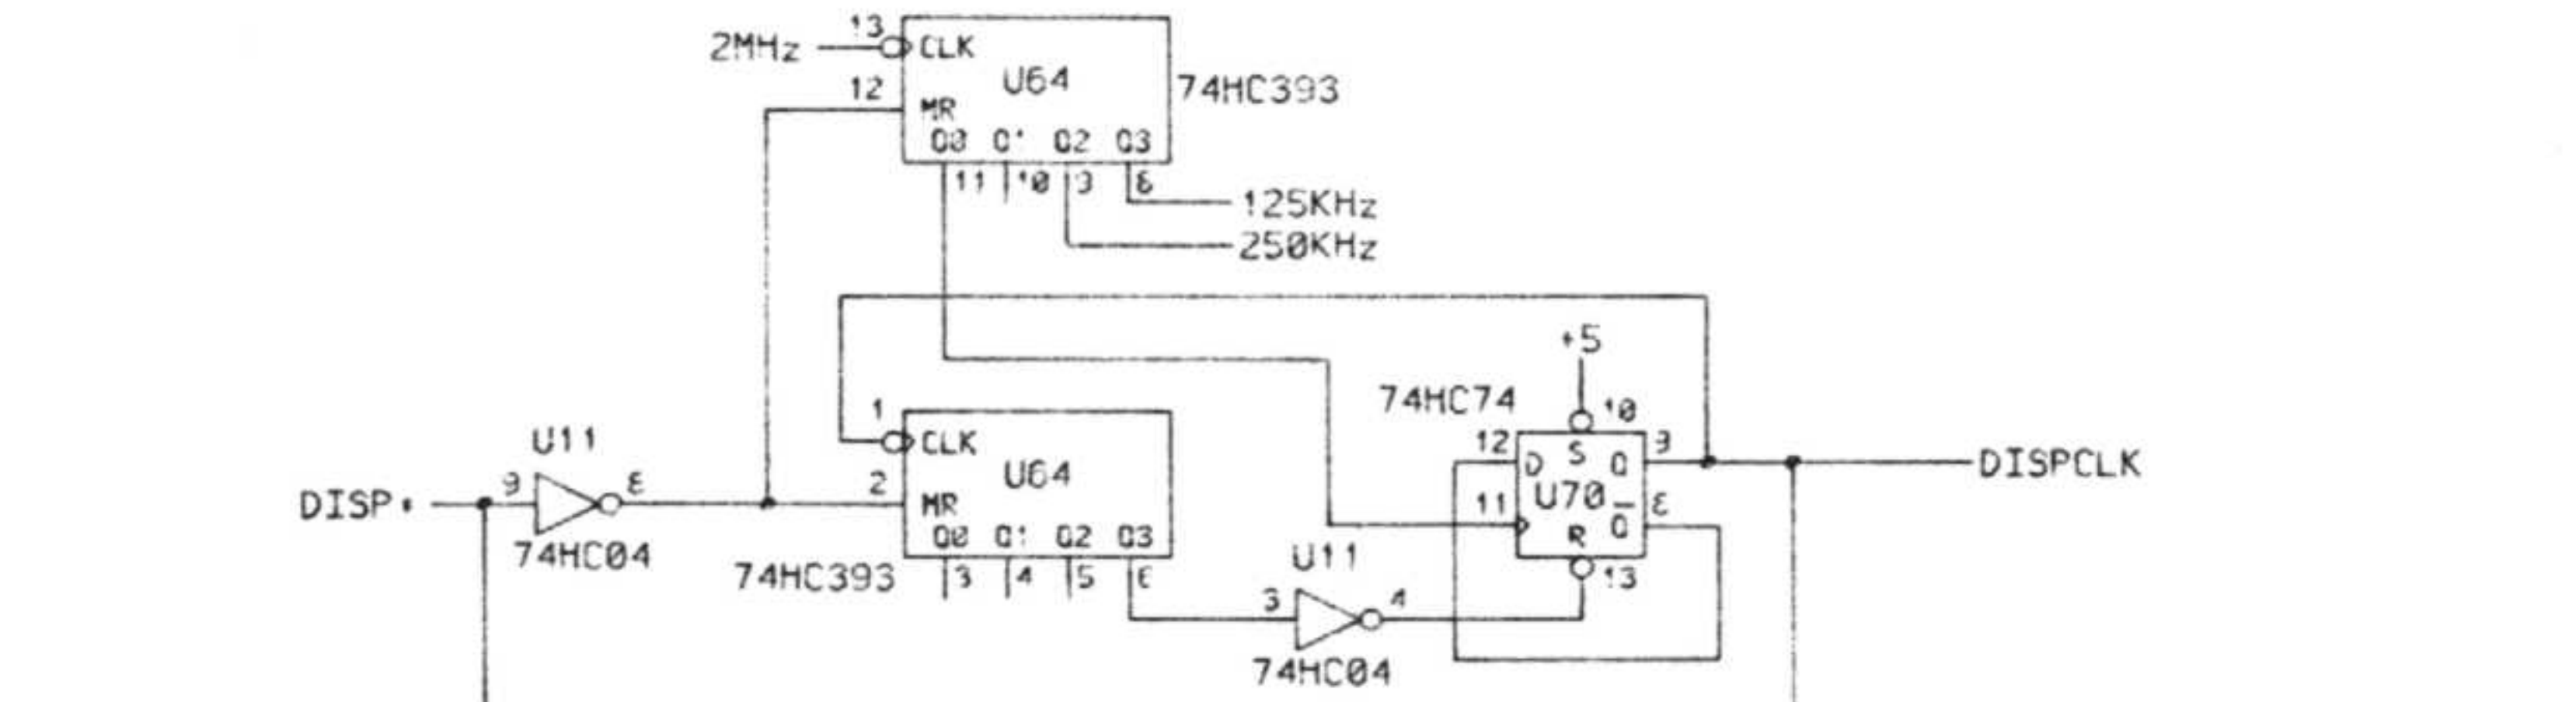 2MHz
13
CLK
U64
74HC393
12
MR
Q0 Q1 Q2 Q3
11 10 9 8
125KHz
250KHz
+5
74HC74
10
1
CLK
U11
12
D S Q
9
DISPCLK
9
8
2
U64
DISP
MR
11
U70
Q
8
R
74HC04
Q0 Q1 Q2 Q3
U11
74HC393
3 4 5 6
13
3
4
74HC04